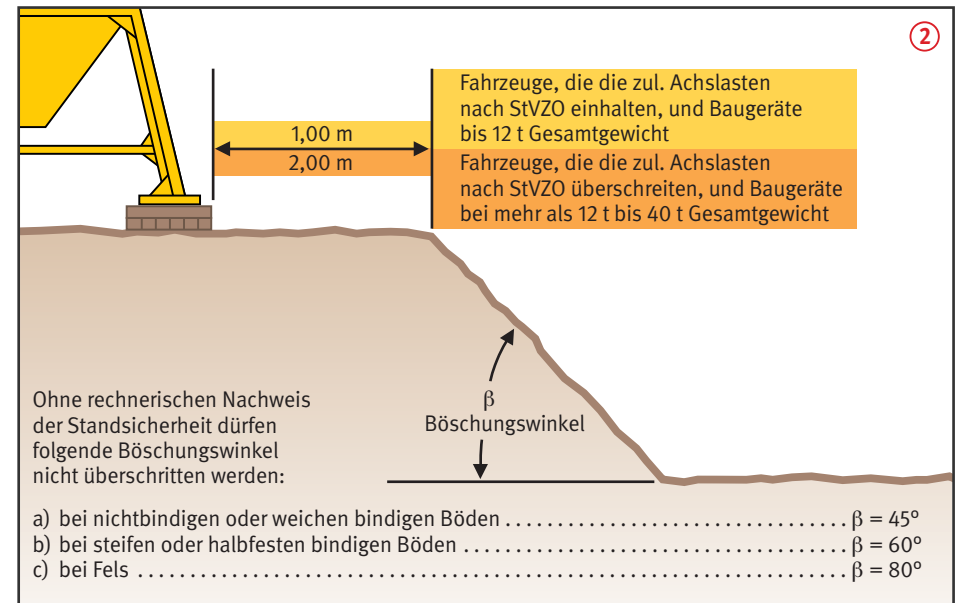 ②
Fahrzeuge, die die zul. Achslasten
nach StVZO einhalten, und Baugeräte
bis 12 t Gesamtgewicht
1,00 m
2,00 m
Fahrzeuge, die die zul. Achslasten
nach StVZO überschreiten, und Baugeräte
bei mehr als 12 t bis 40 t Gesamtgewicht
Ohne rechnerischen Nachweis
der Standsicherheit dürfen
folgende Böschungswinkel
nicht überschritten werden:
β
Böschungswinkel
a) bei nichtbindigen oder weichen bindigen Böden . . . . . . . . . . . . . . . . . . . . . . . . . . . . . . . . . . . . β = 45°
b) bei steifen oder halbfesten bindigen Böden . . . . . . . . . . . . . . . . . . . . . . . . . . . . . . . . . . . . . . . . β = 60°
c) bei Fels . . . . . . . . . . . . . . . . . . . . . . . . . . . . . . . . . . . . . . . . . . . . . . . . . . . . . . . . . . . . . . . . . . . . . . . . β = 80°